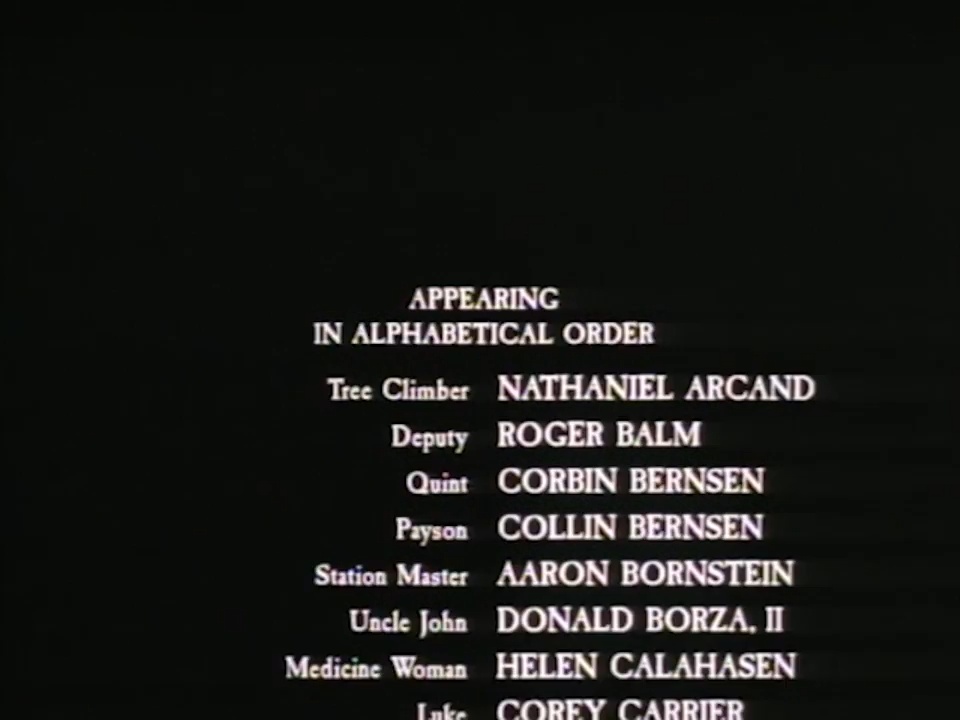 APPEARING
IN ALPHABETICAL ORDER
Tree Climber NATHANIEL ARCAND
Deputy ROGER BALM
Quint CORBIN BERNSEN
Payson COLLIN BERNSEN
Station Master AARON BORNSTEIN
Uncle John DONALD BORZA, II
Medicine Woman HELEN CALAHASEN
Luke COREY CARRIER